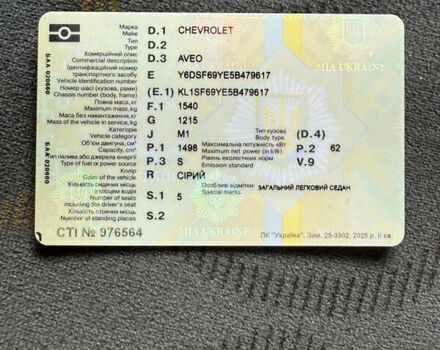 Марка D.1 CHEVROLET
Make
Тип D.2
Type
Комерційний опис D.3 AVEO
Commercial description
Ідентифікаційний номер
транспортного засобу E Y6DSF69YE5B479617
Vehicle identification number
Номер шасі (кузова, рами) (E.1) KL1SF69YE5B479617
Chassis number (body, frame)
Повна маса, кг F.1 1540
Maximum mass, kg
Маса без навантаження, кг G 1215
Mass in service, kg
Категорія J M1 Тип кузова (D.4)
Vehicle category Body type
Об'єм двигуна, см³ P.1 1498 Максимальна потужність кВт P.2 62
Capacity, cm³ Maximum net power (in kW)
ип палива або джерела енергії P.3 S Рівень екологічних норм V.9
Type of fuel or power source Emission standard
Колір R СІРИЙ
Color of the vehicle Особливі відмітки: ЗАГАЛЬНИЙ ЛЕГКОВИЙ СЕДАН
Кількість сидячих місць Special marks
з місцем водія S.1 5
Number of seats
including the driver's seat
Кількість стоячих місць S.2
Number of standing places
СТІ № 976564
MIA UKRAINE
MIA UKRAINE
ПК "Україна", Зам. 25-3302, 2025 р. II кв.
БАА 020660
БАА 020660